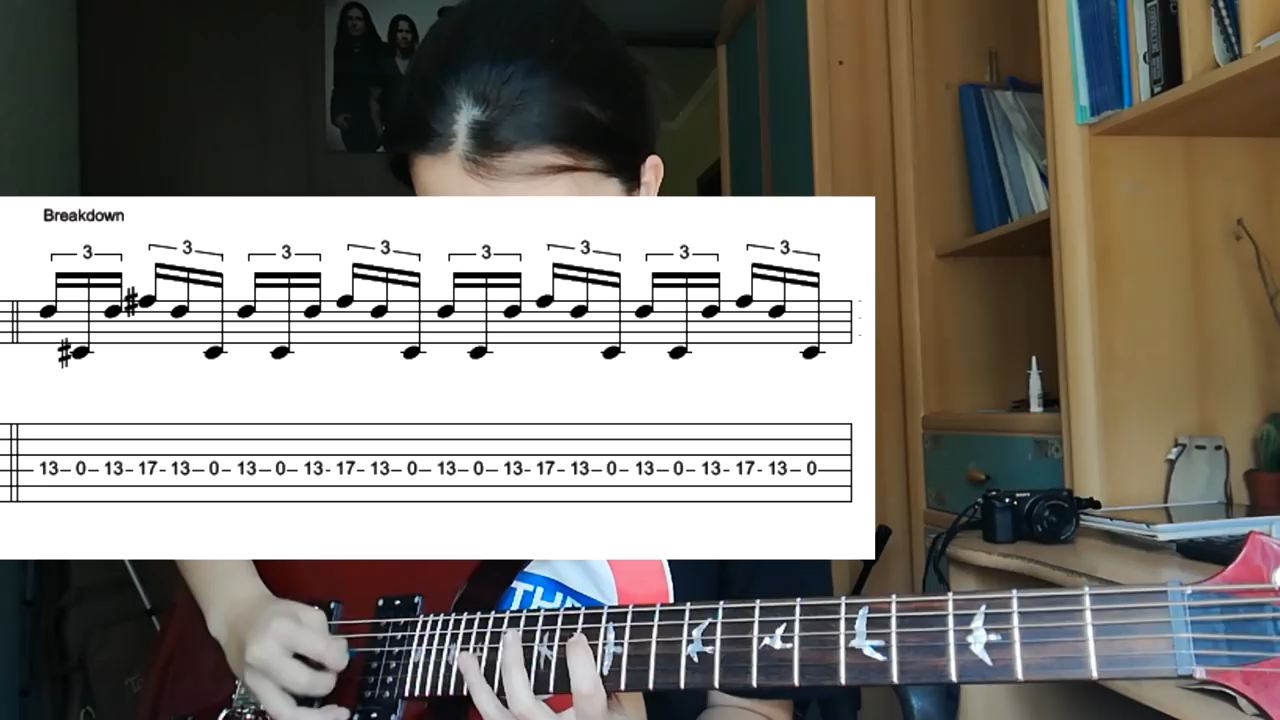 Breakdown
3 3 3 3 3 3 3 3
13 0 13 17 13 0 13 0 13 17 13 0 13 0 13 17 13 0 13 0 13 17 13 0
SONY